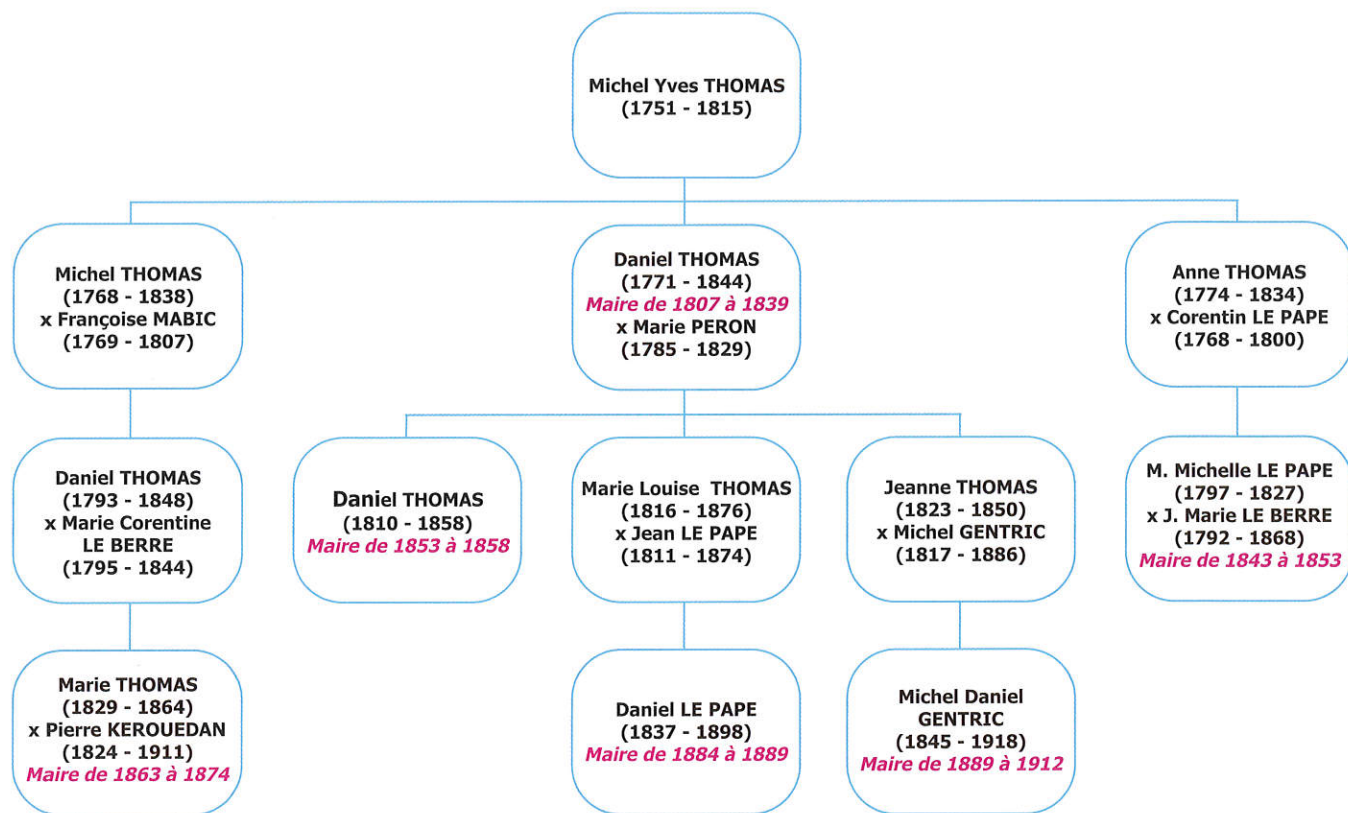 Michel Yves THOMAS
(1751 - 1815)
Michel THOMAS
(1768 - 1838)
x Françoise MABIC
(1769 - 1807)
Daniel THOMAS
(1771 - 1844)
Maire de 1807 à 1839
x Marie PERON
(1785 - 1829)
Anne THOMAS
(1774 - 1834)
x Corentin LE PAPE
(1768 - 1800)
Daniel THOMAS
(1793 - 1848)
x Marie Corentine
LE BERRE
(1795 - 1844)
Daniel THOMAS
(1810 - 1858)
Maire de 1853 à 1858
Marie Louise THOMAS
(1816 - 1876)
x Jean LE PAPE
(1811 - 1874)
Jeanne THOMAS
(1823 - 1850)
x Michel GENTRIC
(1817 - 1886)
M. Michelle LE PAPE
(1797 - 1827)
x J. Marie LE BERRE
(1792 - 1868)
Maire de 1843 à 1853
Marie THOMAS
(1829 - 1864)
x Pierre KEROUEDAN
(1824 - 1911)
Maire de 1863 à 1874
Daniel LE PAPE
(1837 - 1898)
Maire de 1884 à 1889
Michel Daniel
GENTRIC
(1845 - 1918)
Maire de 1889 à 1912